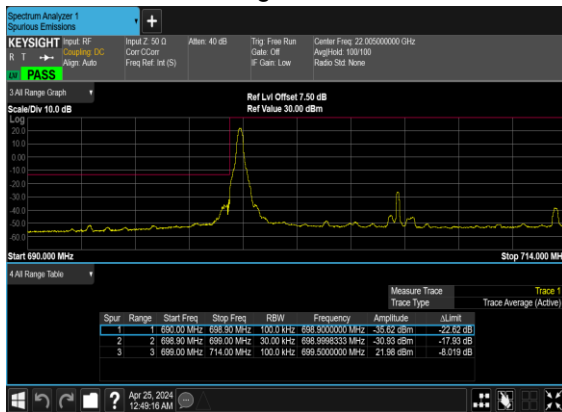 Spectrum Analyzer 1
Spurious Emissions
KEYSIGHT Input: RF Input Z: 50 Ω Atten: 40 dB Trig: Free Run Center Freq: 22.005000000 GHz
R T Coupling: DC Corr CCorr Gate: Off Avg|Hold: 100/100
Align: Auto Freq Ref: Int (S) IF Gain: Low Radio Std: None
PASS
3 All Range Graph
Ref Lvl Offset 7.50 dB
Scale/Div 10.0 dB Ref Value 30.00 dBm
Log
20.0
10.0
0.00
-10.0
-20.0
-30.0
-40.0
-50.0
-60.0
Start 690.000 MHz Stop 714.000 MH
4 All Range Table
Measure Trace Trace 1
Trace Type Trace Average (Active)
Spur Range Start Freq Stop Freq RBW Frequency Amplitude ΔLimit
1 1 690.00 MHz 698.90 MHz 100.0 kHz 698.9000000 MHz -35.62 dBm -22.62 dB
2 2 698.90 MHz 699.00 MHz 30.00 kHz 698.9998333 MHz -30.93 dBm -17.93 dB
3 3 699.00 MHz 714.00 MHz 100.0 kHz 699.5000000 MHz 21.98 dBm -8.019 dB
? Apr 25, 2024
12:49:16 AM